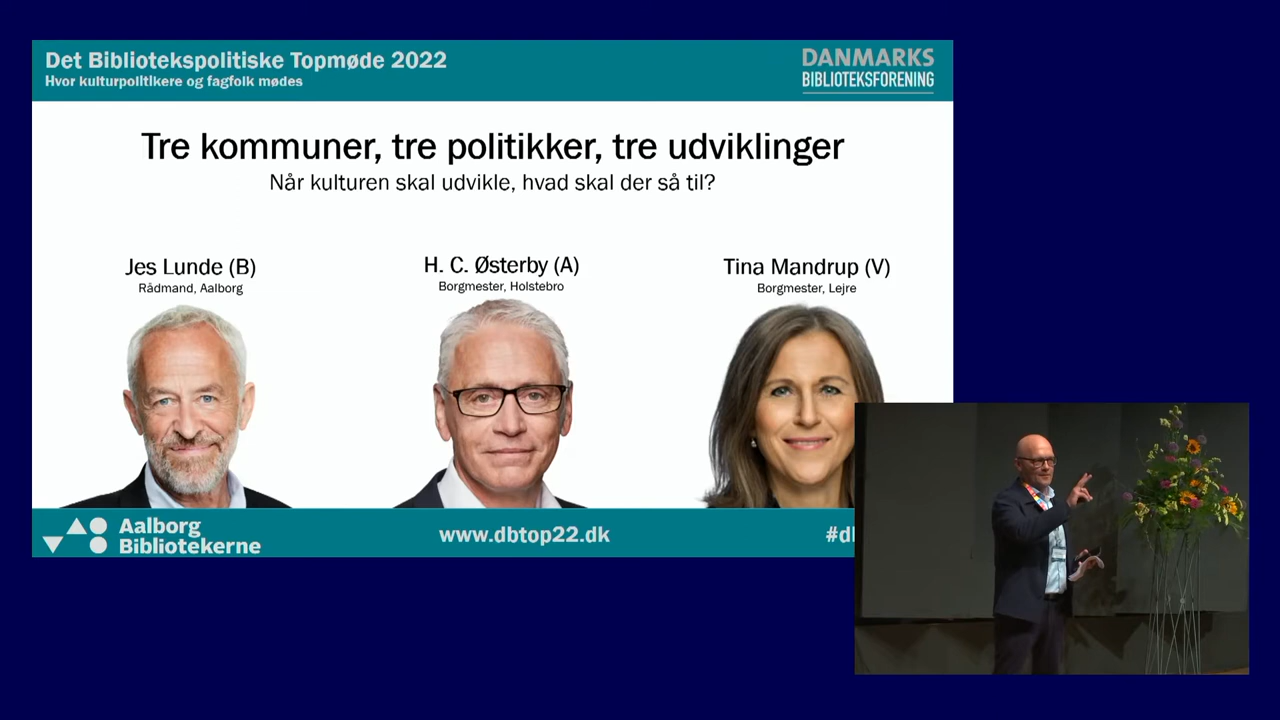 Det Bibliotekspolitiske Topmøde 2022
Hvor kulturpolitikere og fagfolk mødes
DANMARKS
BIBLIOTEKSFORENING
Tre kommuner, tre politikker, tre udviklinger
Når kulturen skal udvikle, hvad skal der så til?
Jes Lunde (B)
Rådmand, Aalborg
H. C. Østerby (A)
Borgmester, Holstebro
Tina Mandrup (V)
Borgmester, Lejre
Aalborg
Bibliotekerne
www.dbtop22.dk